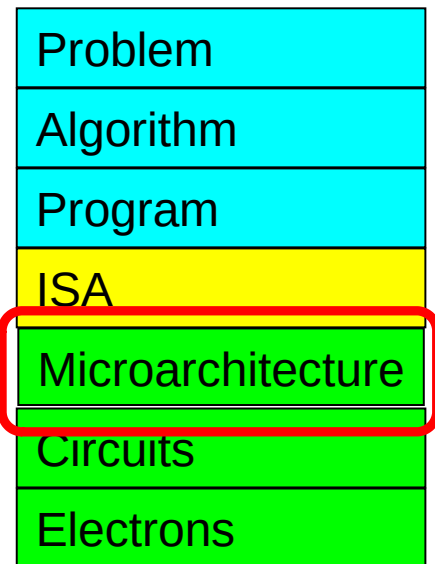 Problem
Algorithm
Program
ISA
Microarchitecture
Circuits
Electrons